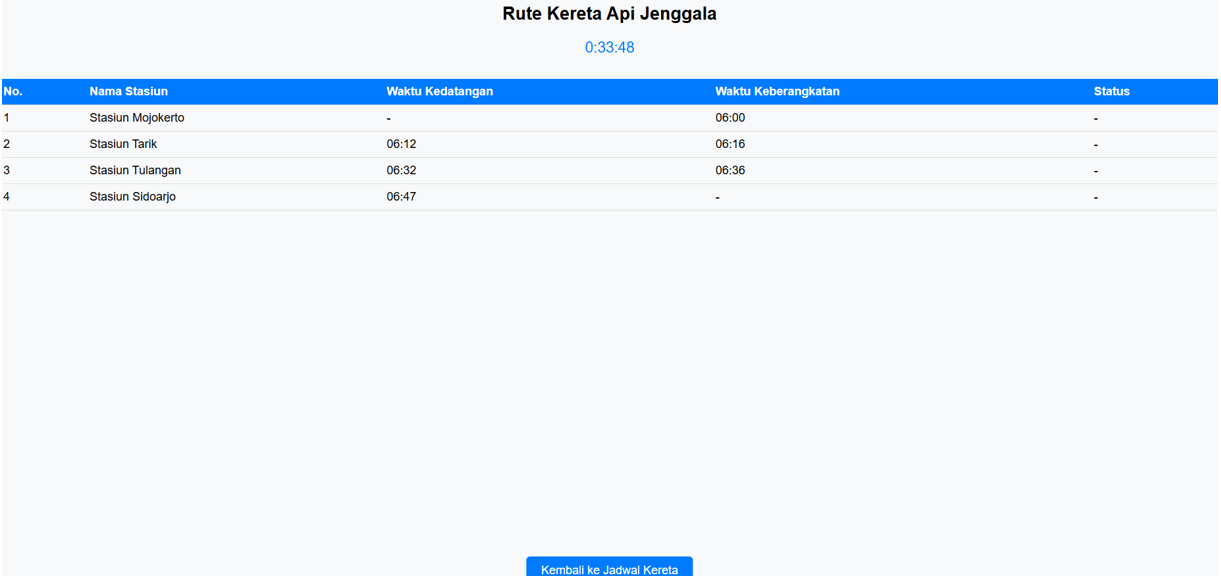 Rute Kereta Api Jenggala
0:33:48
No. Nama Stasiun Waktu Kedatangan Waktu Keberangkatan Status
1 Stasiun Mojokerto - 06:00 -
2 Stasiun Tarik 06:12 06:16 -
3 Stasiun Tulangan 06:32 06:36 -
4 Stasiun Sidoarjo 06:47 - -
Kembali ke Jadwal Kereta